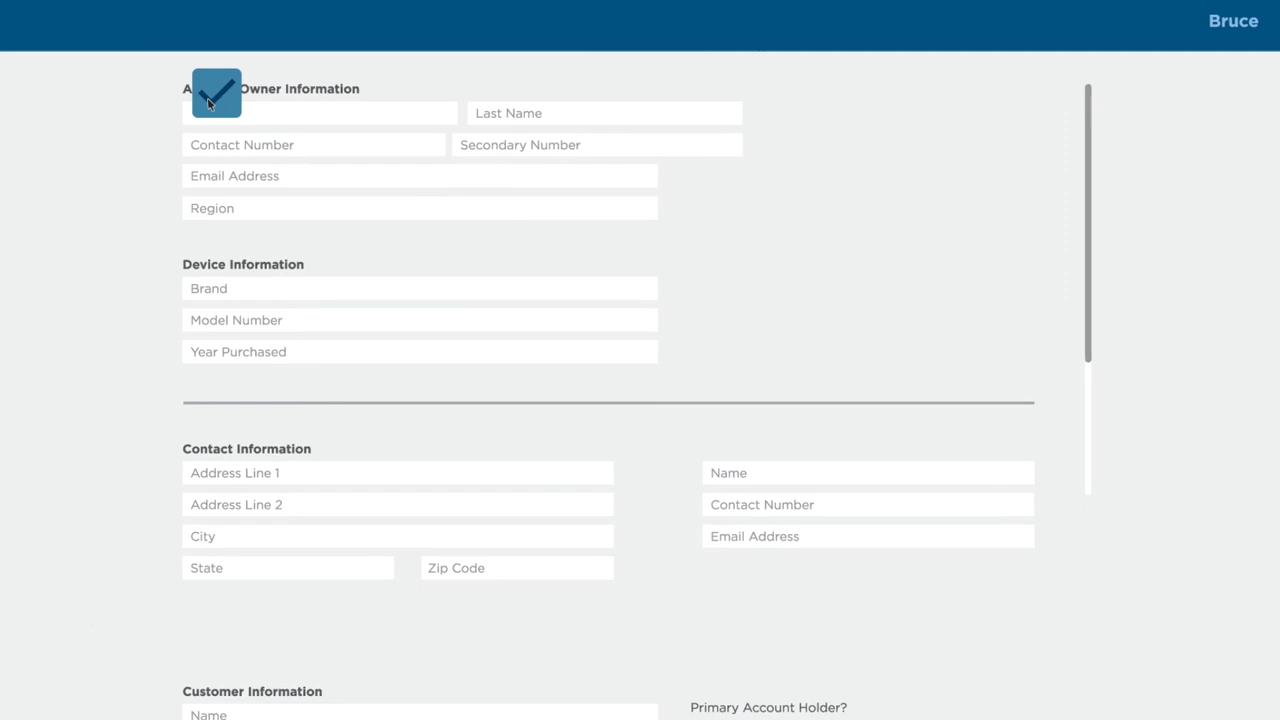 Bruce
Owner Information
Last Name
Contact Number Secondary Number
Email Address
Region
Device Information
Brand
Model Number
Year Purchased
Contact Information
Address Line 1 Name
Address Line 2 Contact Number
City Email Address
State Zip Code
Customer Information
Primary Account Holder?
Name